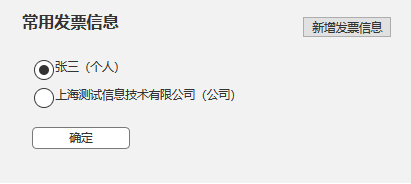 常用发票信息
新增发票信息
张三（个人）
上海测试信息技术有限公司（公司）
确定